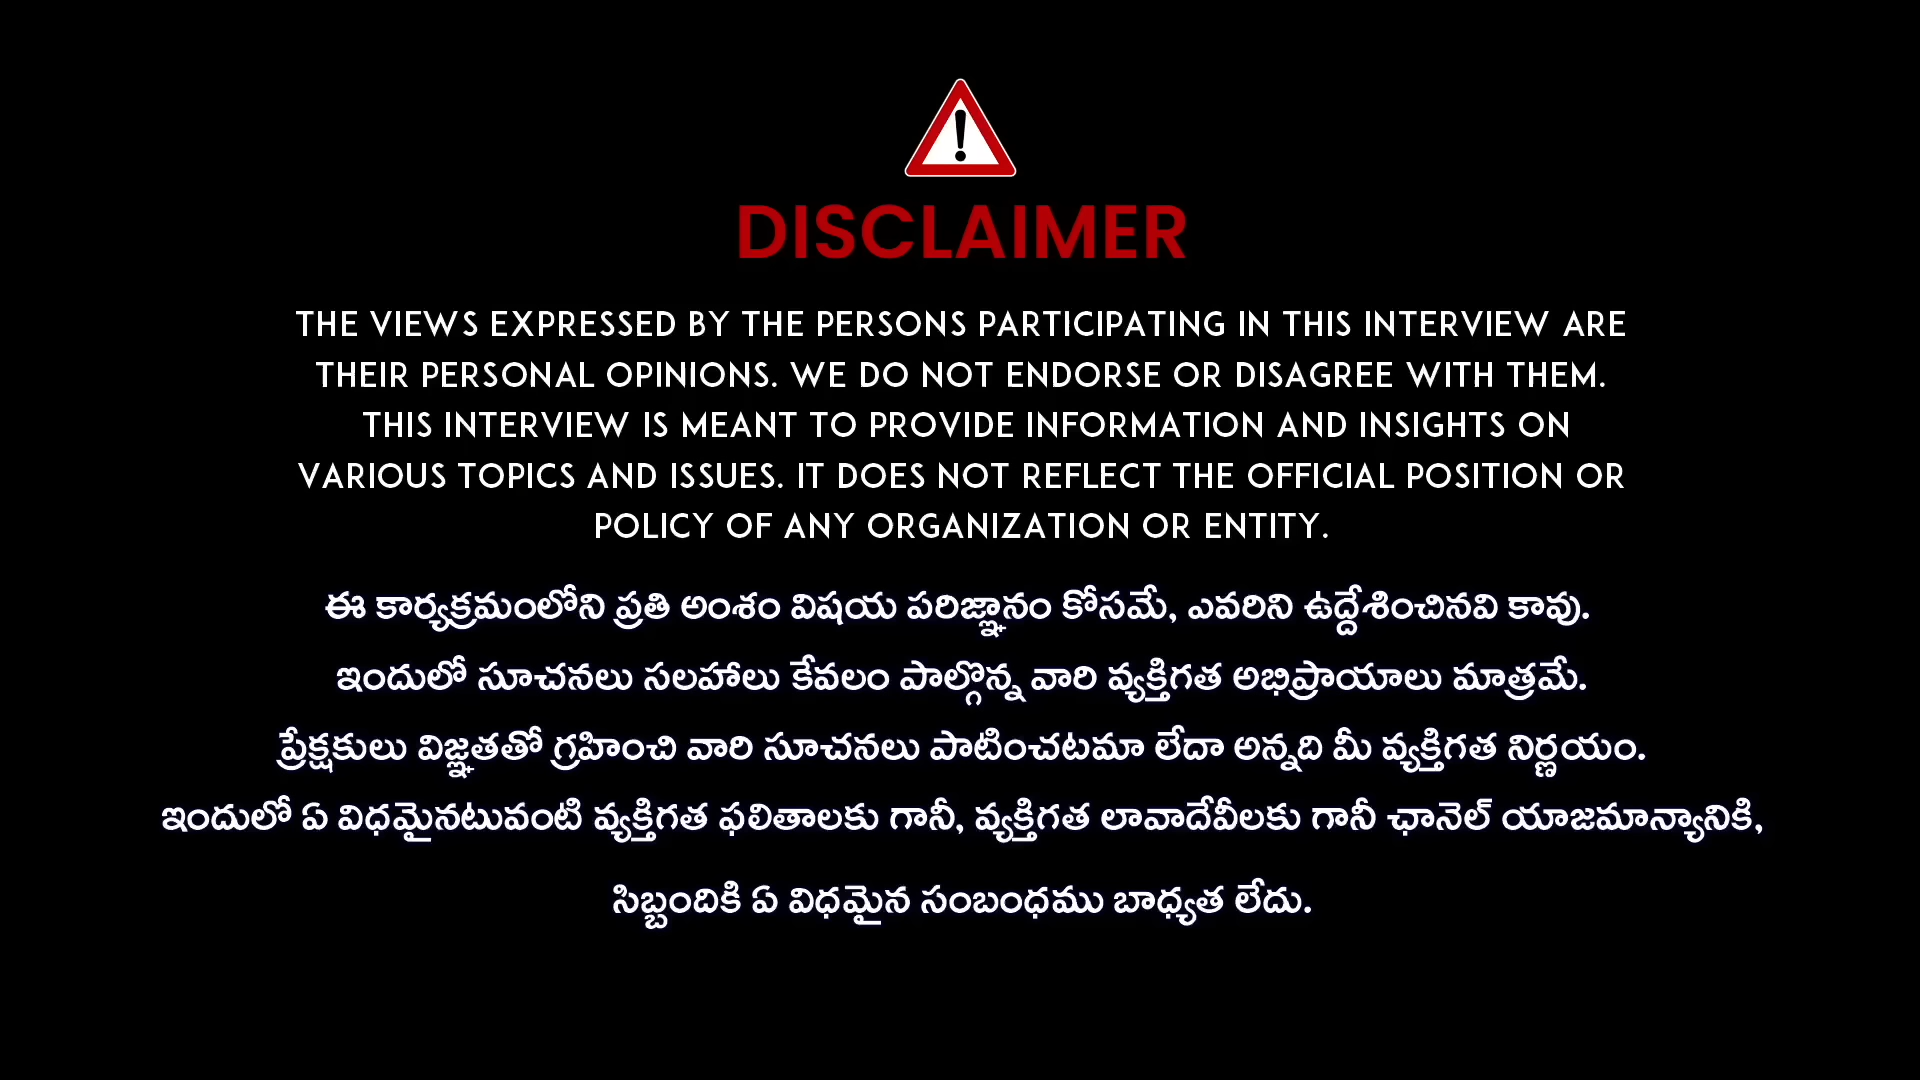 DISCLAIMER
THE VIEWS EXPRESSED BY THE PERSONS PARTICIPATING IN THIS INTERVIEW ARE
THEIR PERSONAL OPINIONS. WE DO NOT ENDORSE OR DISAGREE WITH THEM.
THIS INTERVIEW IS MEANT TO PROVIDE INFORMATION AND INSIGHTS ON
VARIOUS TOPICS AND ISSUES. IT DOES NOT REFLECT THE OFFICIAL POSITION OR
POLICY OF ANY ORGANIZATION OR ENTITY.
ఈ కార్యక్రమంలోని ప్రతి అంశం విషయ పరిజ్ఞానం కోసమే, ఎవరిని ఉద్దేశించినవి కావు.
ఇందులో సూచనలు సలహాలు కేవలం పాల్గొన్న వారి వ్యక్తిగత అభిప్రాయాలు మాత్రమే.
ప్రేక్షకులు విజ్ఞతతో గ్రహించి వారి సూచనలు పాటించటమా లేదా అన్నది మీ వ్యక్తిగత నిర్ణయం.
ఇందులో ఏ విధమైనటువంటి వ్యక్తిగత ఫలితాలకు గానీ, వ్యక్తిగత లావాదేవీలకు గానీ ఛానెల్ యాజమాన్యానికి,
సిబ్బందికి ఏ విధమైన సంబంధము బాధ్యత లేదు.